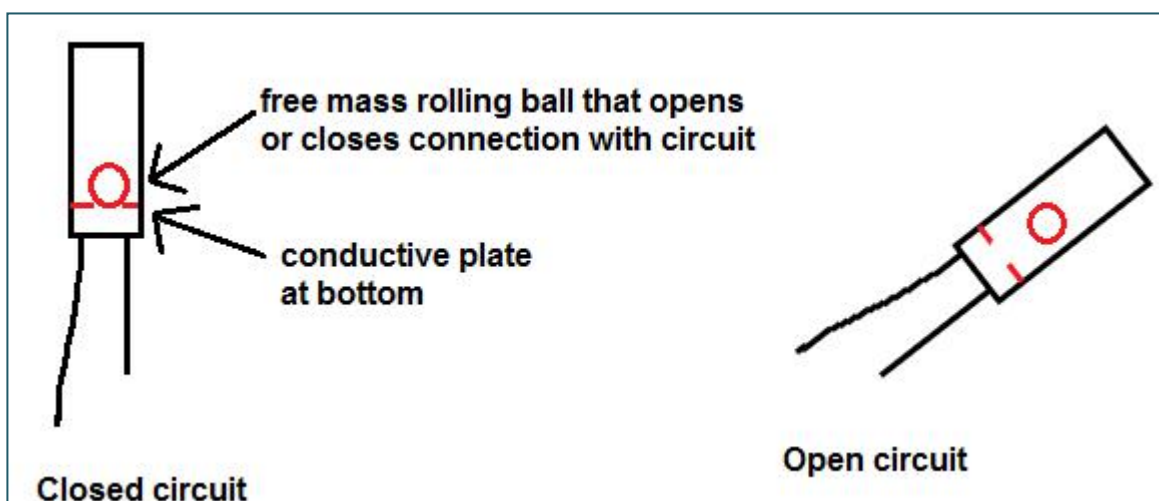 free mass rolling ball that opens
or closes connection with circuit
conductive plate
at bottom
Closed circuit
Open circuit